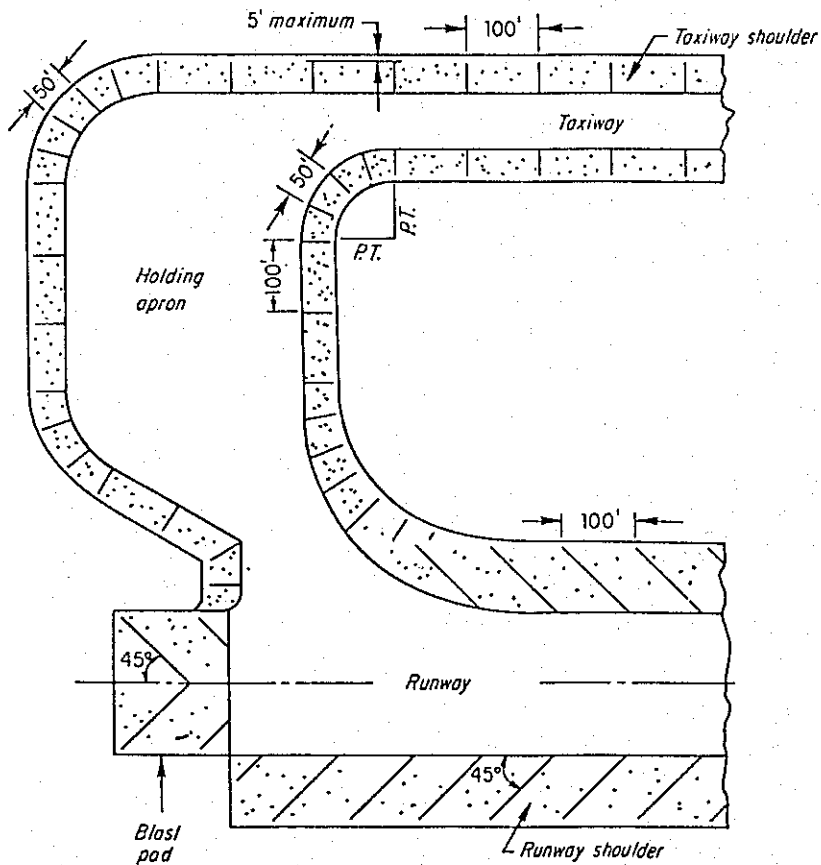 5' maximum
100'
Taxiway shoulder
50'
Taxiway
50'
P.T.
P.T.
100'
Holding
apron
100'
45°
Runway
45°
Blast
pad
Runway shoulder